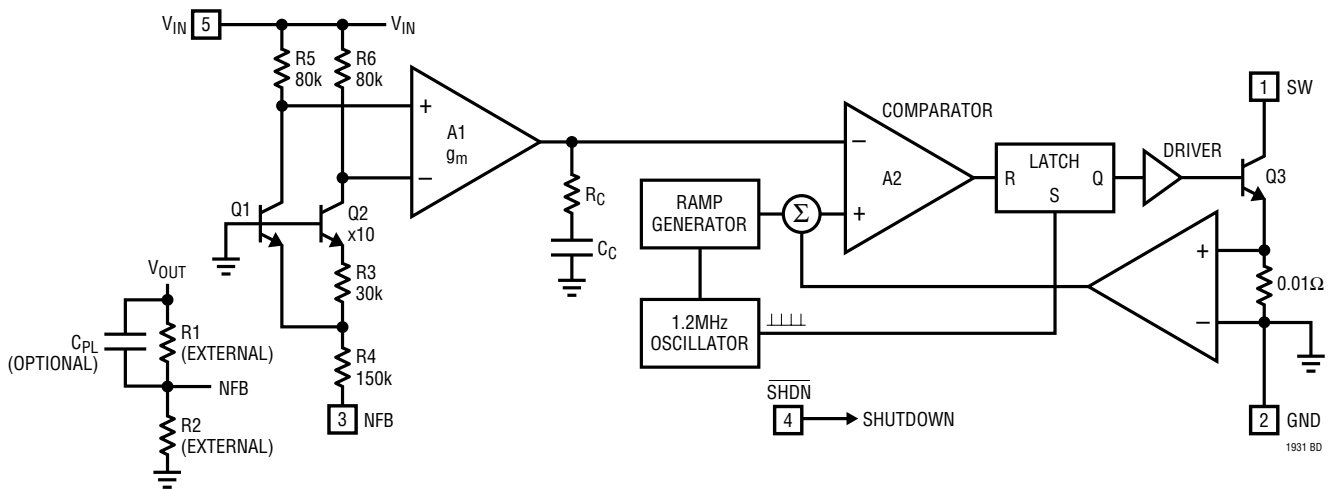 VIN 5 VIN
R5
80k
R6
80k
+
A1
gm
−
Q1
Q2
x10
R3
30k
R4
150k
3 NFB
VOUT
CPL
(OPTIONAL)
R1
(EXTERNAL)
NFB
R2
(EXTERNAL)
RC
CC
COMPARATOR
−
A2
+
RAMP
GENERATOR
Σ
1.2MHz
OSCILLATOR
SHDN
4 SHUTDOWN
LATCH
R Q
S
DRIVER
1 SW
Q3
+
−
0.01Ω
2 GND
1931 BD